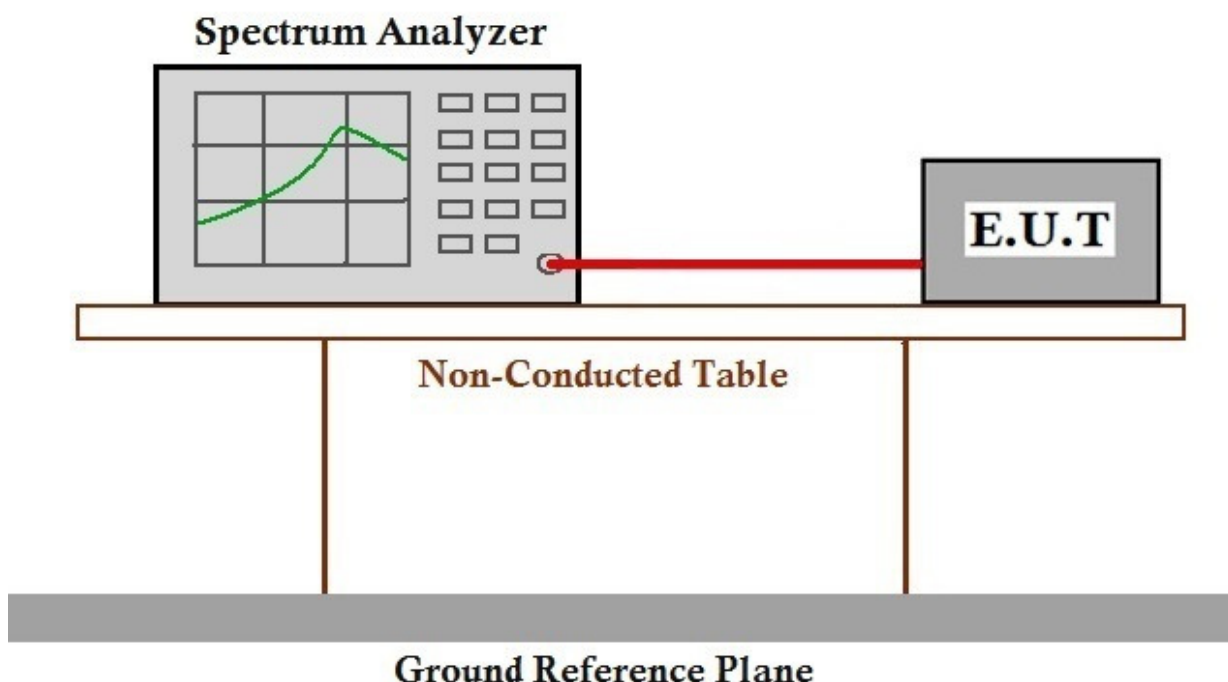 Spectrum Analyzer
E.U.T
Non-Conducted Table
Ground Reference Plane